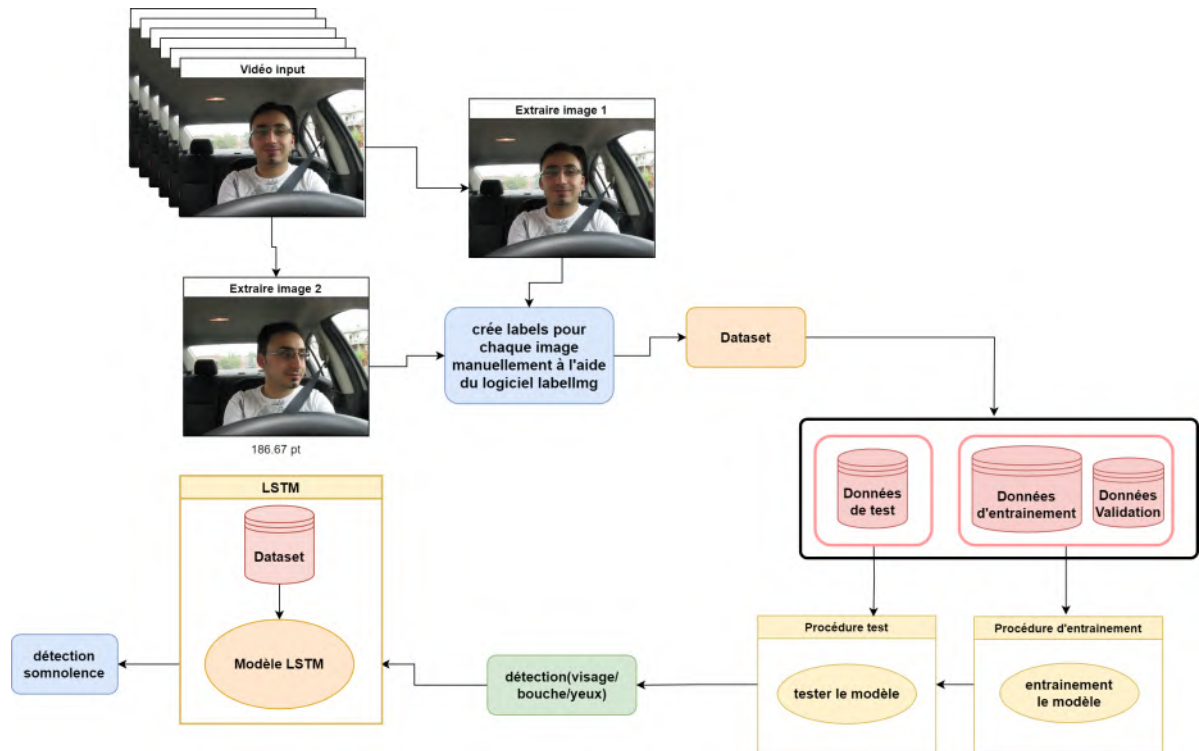 Vidéo input
Extraire image 1
Extraire image 2
crée labels pour
chaque image
manuellement à l'aide
du logiciel labelImg
Dataset
186.67 pt
Données
de test
Données
d'entrainement
Données
Validation
LSTM
Dataset
Modèle LSTM
détection
somnolence
détection(visage/
bouche/yeux)
Procédure test
tester le modèle
Procédure d'entrainement
entrainement
le modèle